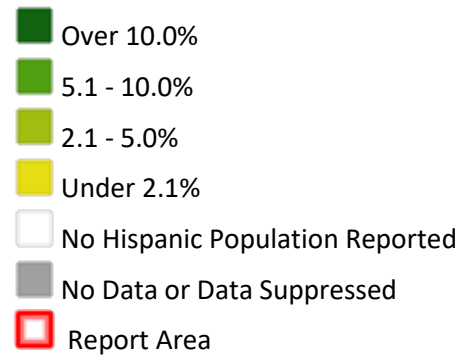 Over 10.0%
5.1 - 10.0%
2.1 - 5.0%
Under 2.1%
No Hispanic Population Reported
No Data or Data Suppressed
Report Area